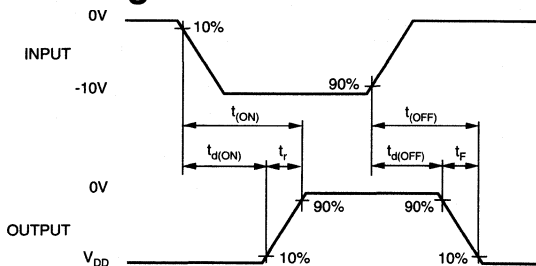 0V
10%
INPUT
90%
-10V
t(ON)
t(OFF)
td(ON)
tr
td(OFF)
tF
0V
90%
90%
OUTPUT
10%
10%
VDD